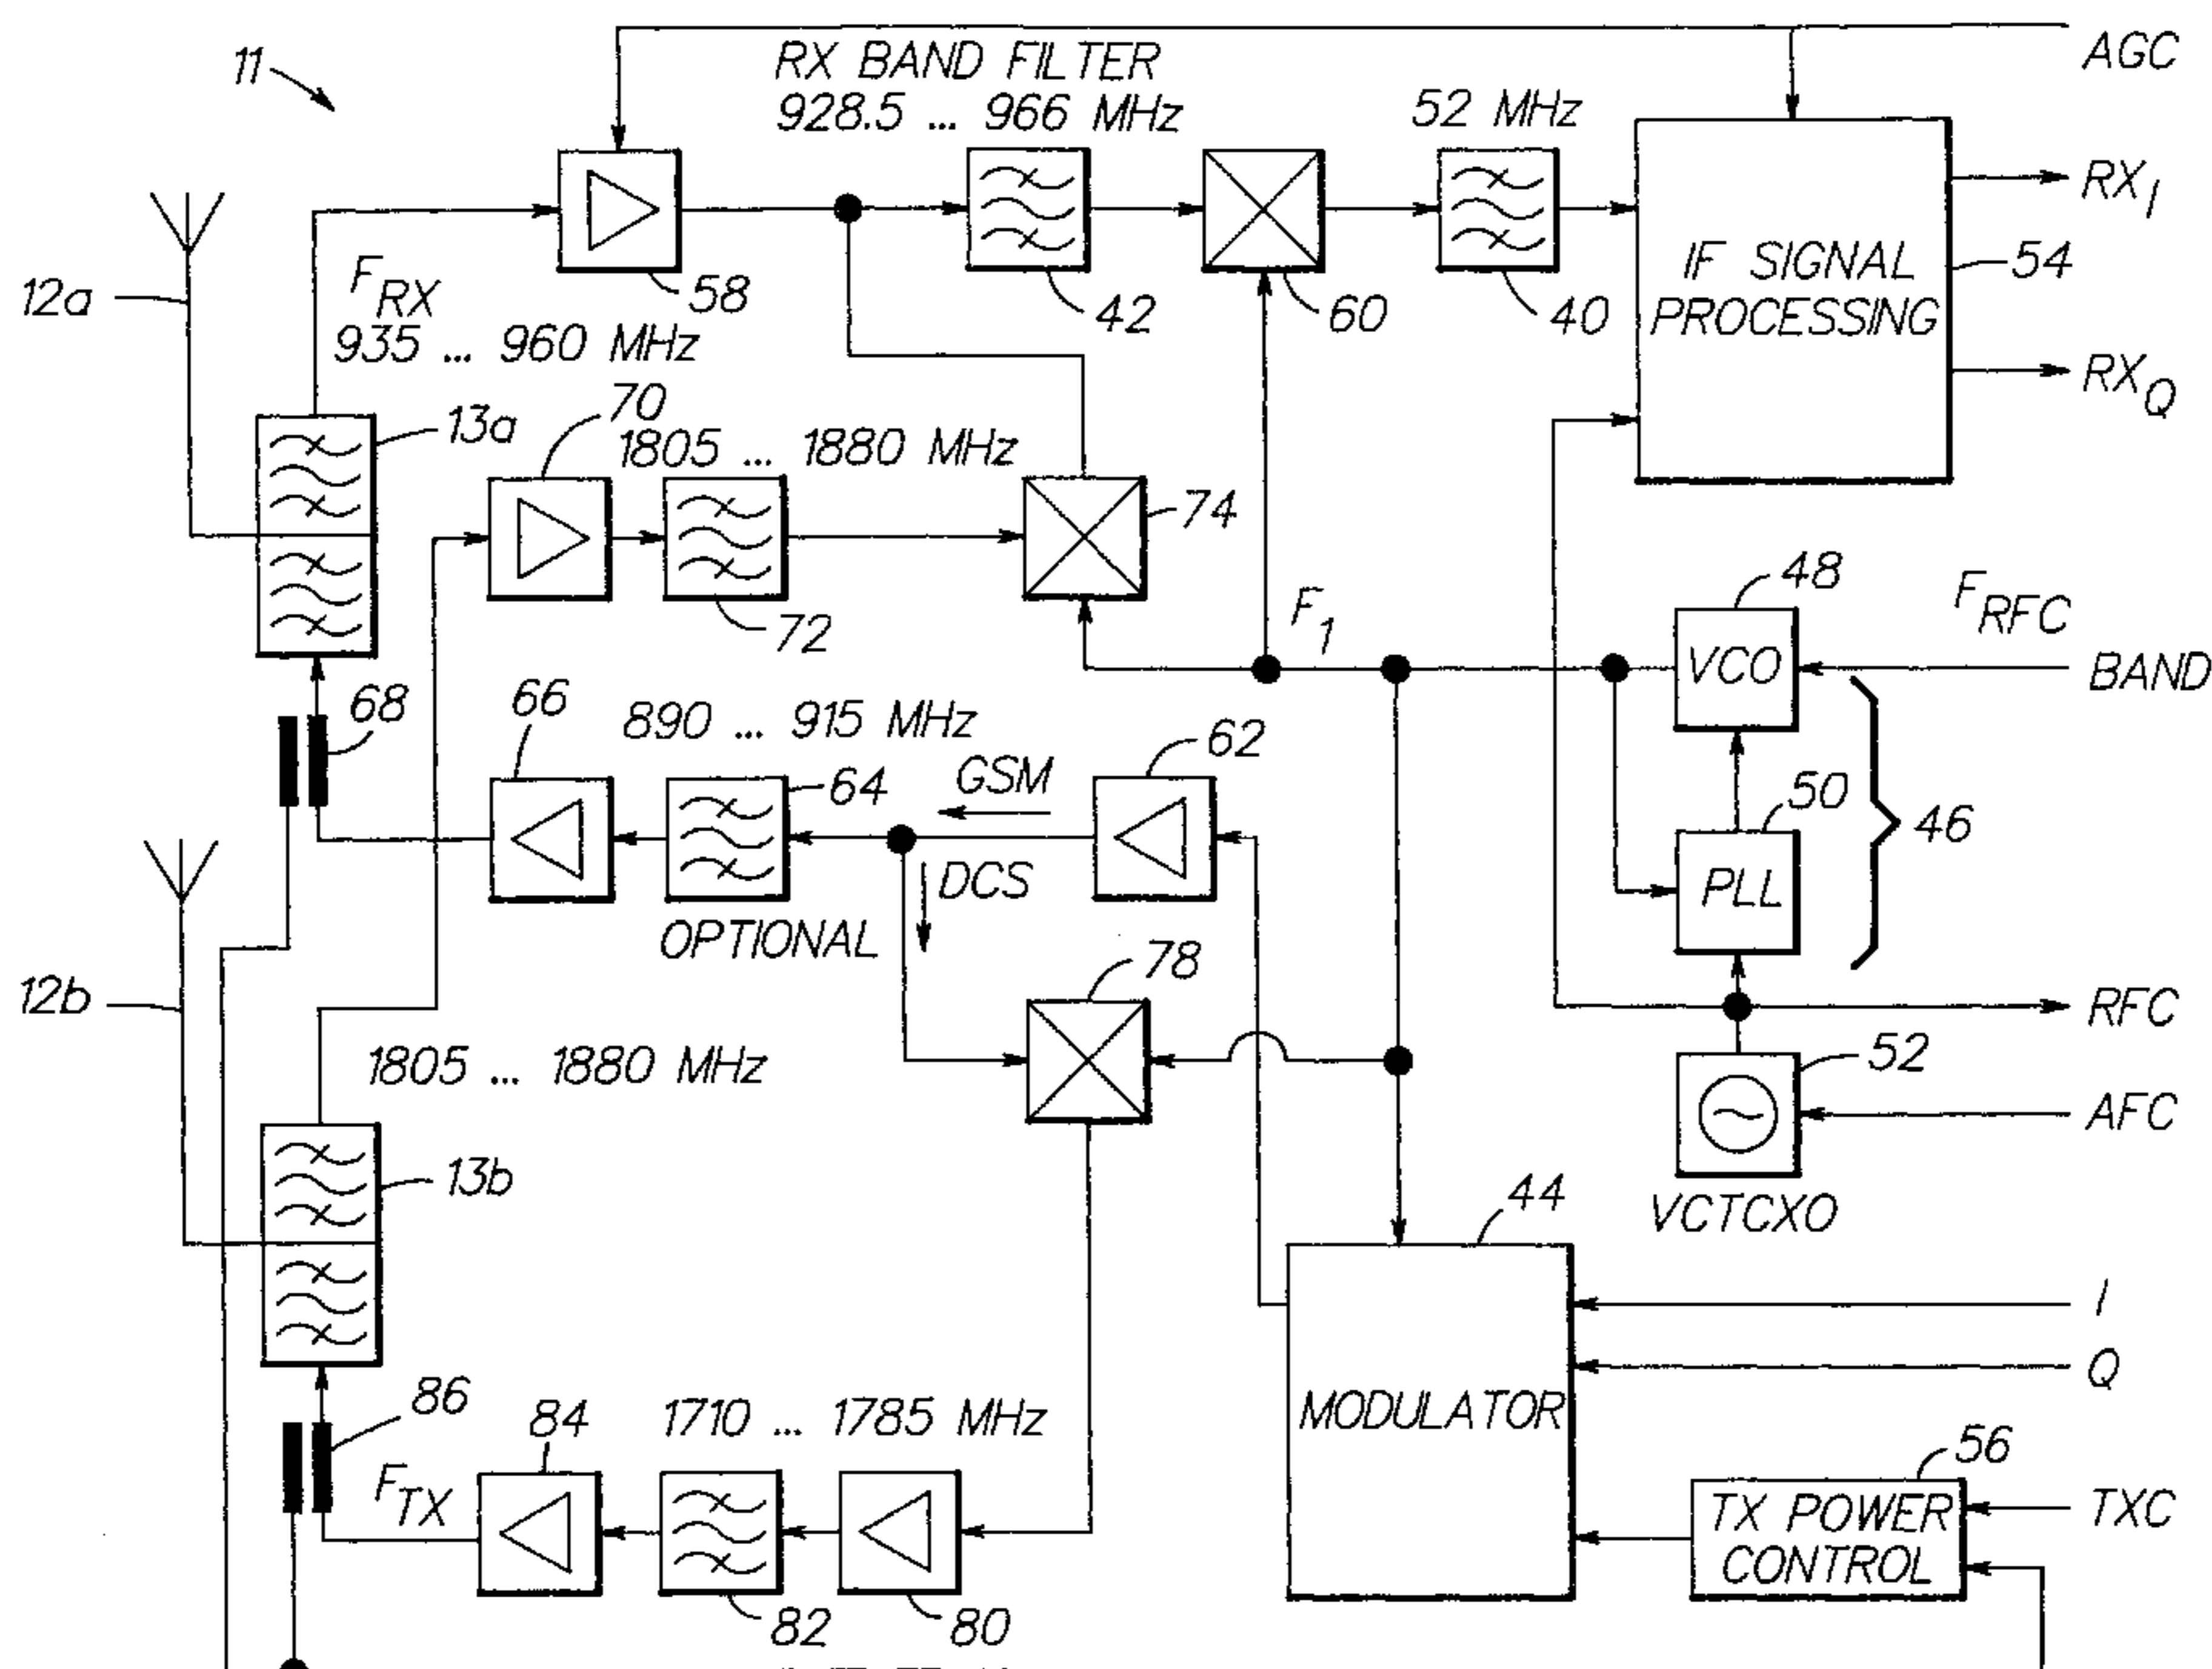 11
RX BAND FILTER
928.5 ... 966 MHz
52 MHz
AGC
RX_I
IF SIGNAL
PROCESSING
54
12a
F_RX
935 ... 960 MHz
58
42
60
40
RX_Q
13a
70
1805 ... 1880 MHz
74
72
48
F_RFC
F_1
VCO
BAND
68
66
890 ... 915 MHz
62
64
GSM
50
46
PLL
DCS
OPTIONAL
78
12b
RFC
1805 ... 1880 MHz
52
AFC
13b
VCTCXO
44
I
Q
MODULATOR
86
84
1710 ... 1785 MHz
56
F_TX
TX POWER
CONTROL
TXC
82
80